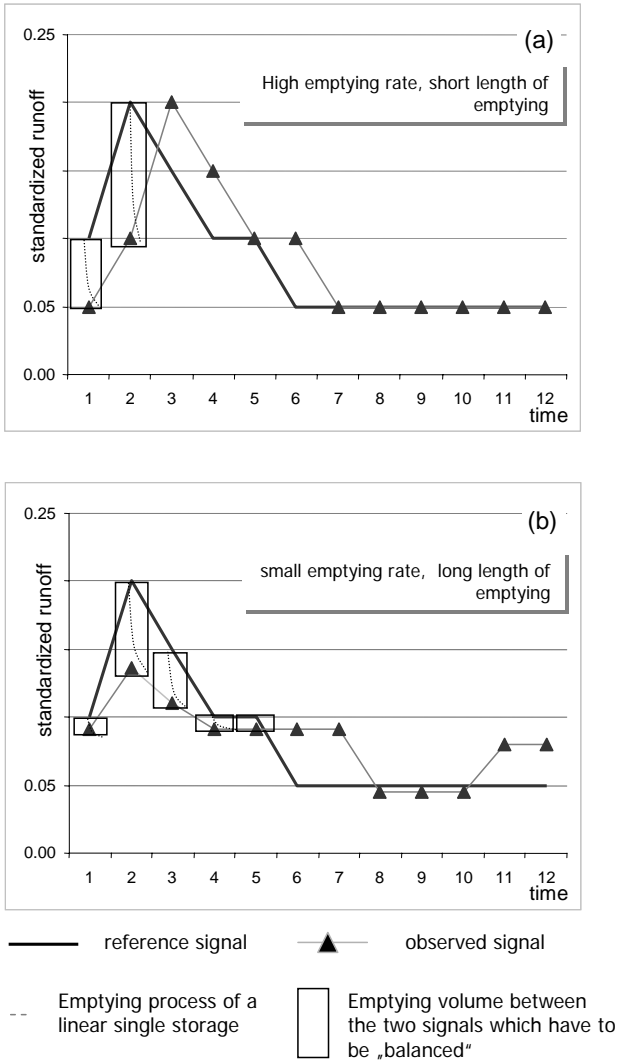 (a)
High emptying rate, short length of
emptying
standardized runoff
0.25
0.05
0.00
1 2 3 4 5 6 7 8 9 10 11 12
time
(b)
small emptying rate, long length of
emptying
standardized runoff
0.25
0.05
0.00
1 2 3 4 5 6 7 8 9 10 11 12
time
reference signal
observed signal
Emptying process of a
linear single storage
Emptying volume between
the two signals which have to
be „balanced“